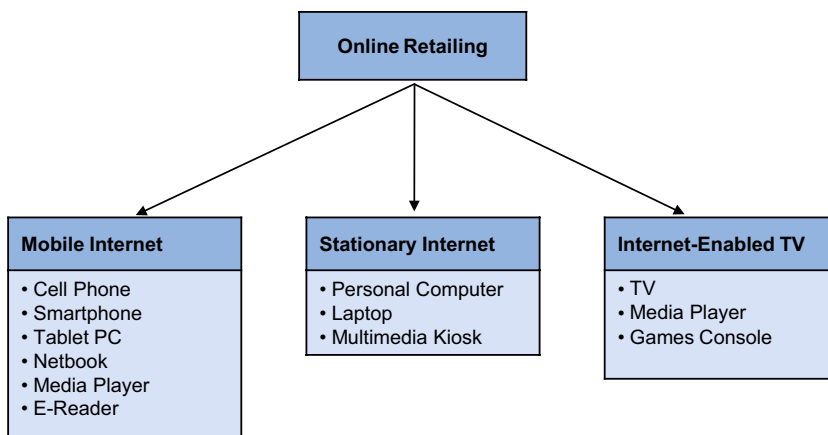 Online Retailing
Mobile Internet
• Cell Phone
• Smartphone
• Tablet PC
• Netbook
• Media Player
• E-Reader
Stationary Internet
• Personal Computer
• Laptop
• Multimedia Kiosk
Internet-Enabled TV
• TV
• Media Player
• Games Console